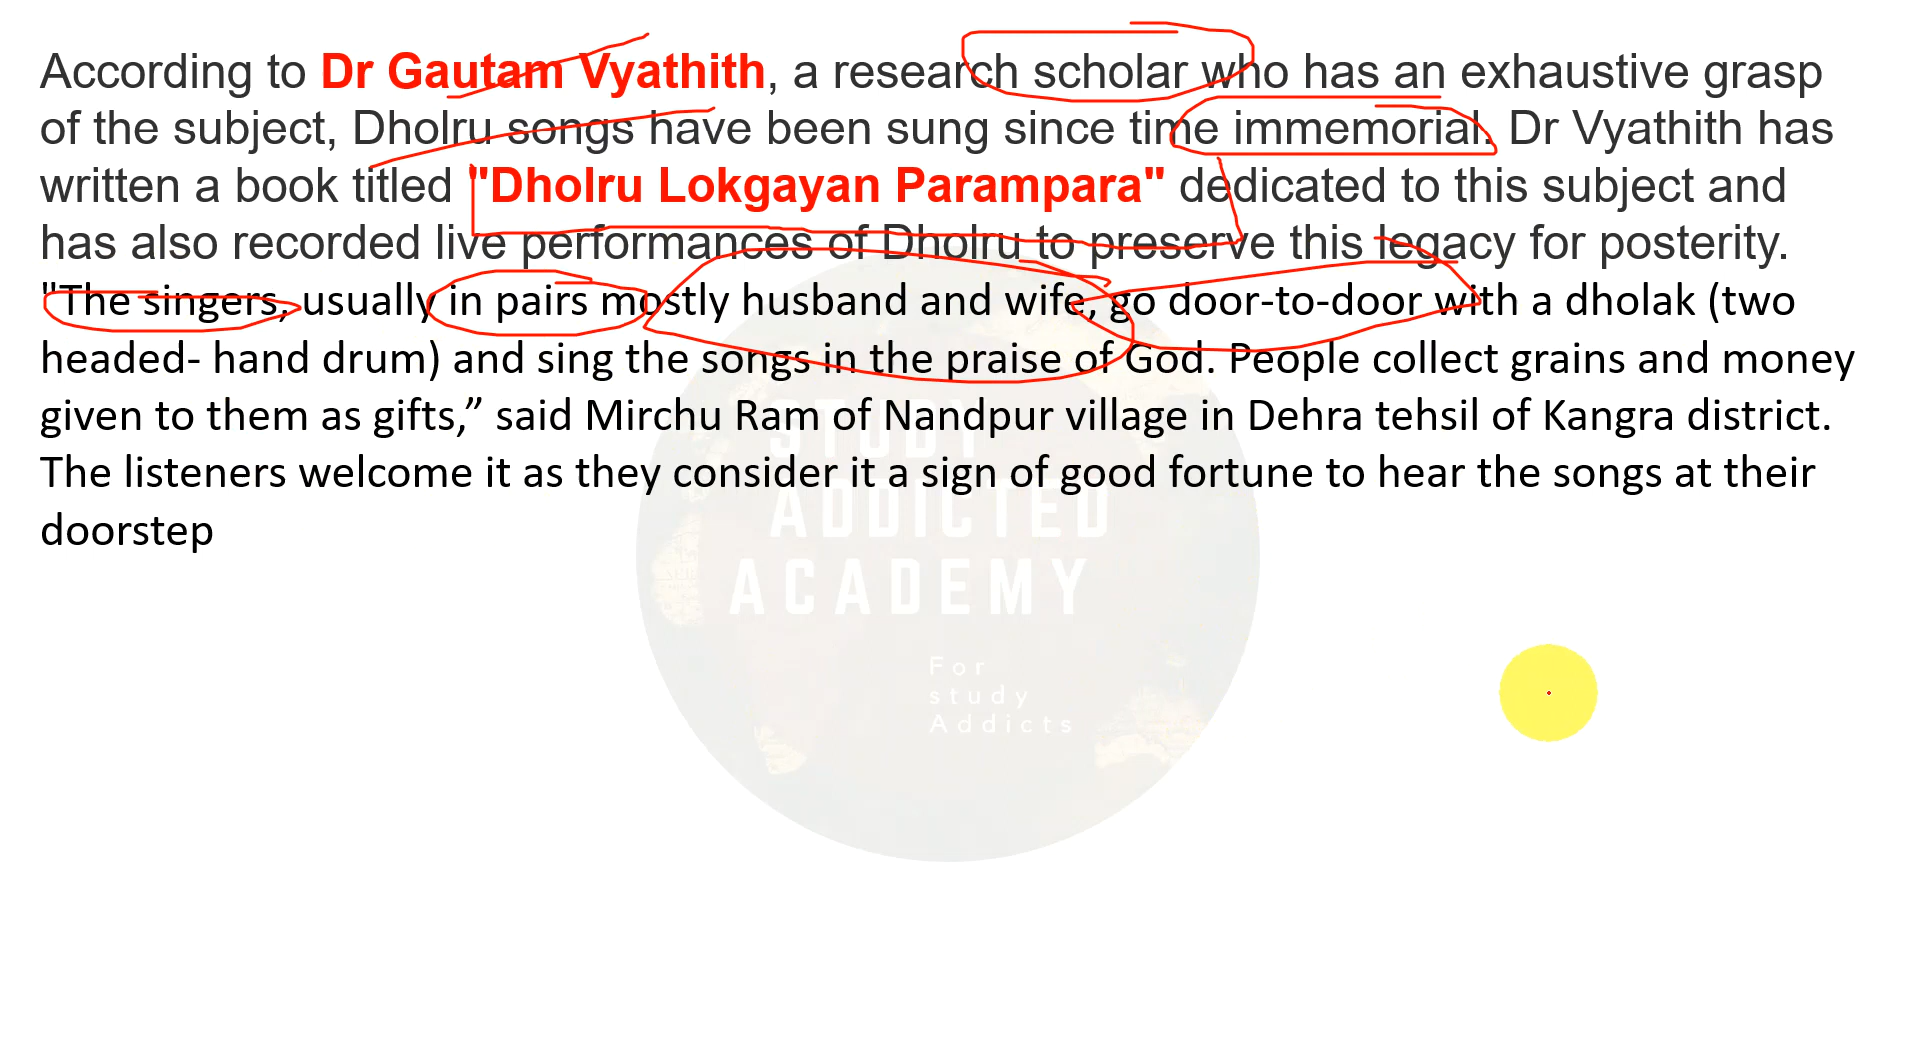 According to Dr Gautam Vyathith, a research scholar who has an exhaustive grasp
of the subject, Dholru songs have been sung since time immemorial. Dr Vyathith has
written a book titled "Dholru Lokgayan Parampara" dedicated to this subject and
has also recorded live performances of Dholru to preserve this legacy for posterity.
"The singers, usually in pairs mostly husband and wife, go door-to-door with a dholak (two
headed- hand drum) and sing the songs in the praise of God. People collect grains and money
given to them as gifts,” said Mirchu Ram of Nandpur village in Dehra tehsil of Kangra district.
The listeners welcome it as they consider it a sign of good fortune to hear the songs at their
doorstep
STUDY
ADDICTED
ACADEMY
For
study
Addicts